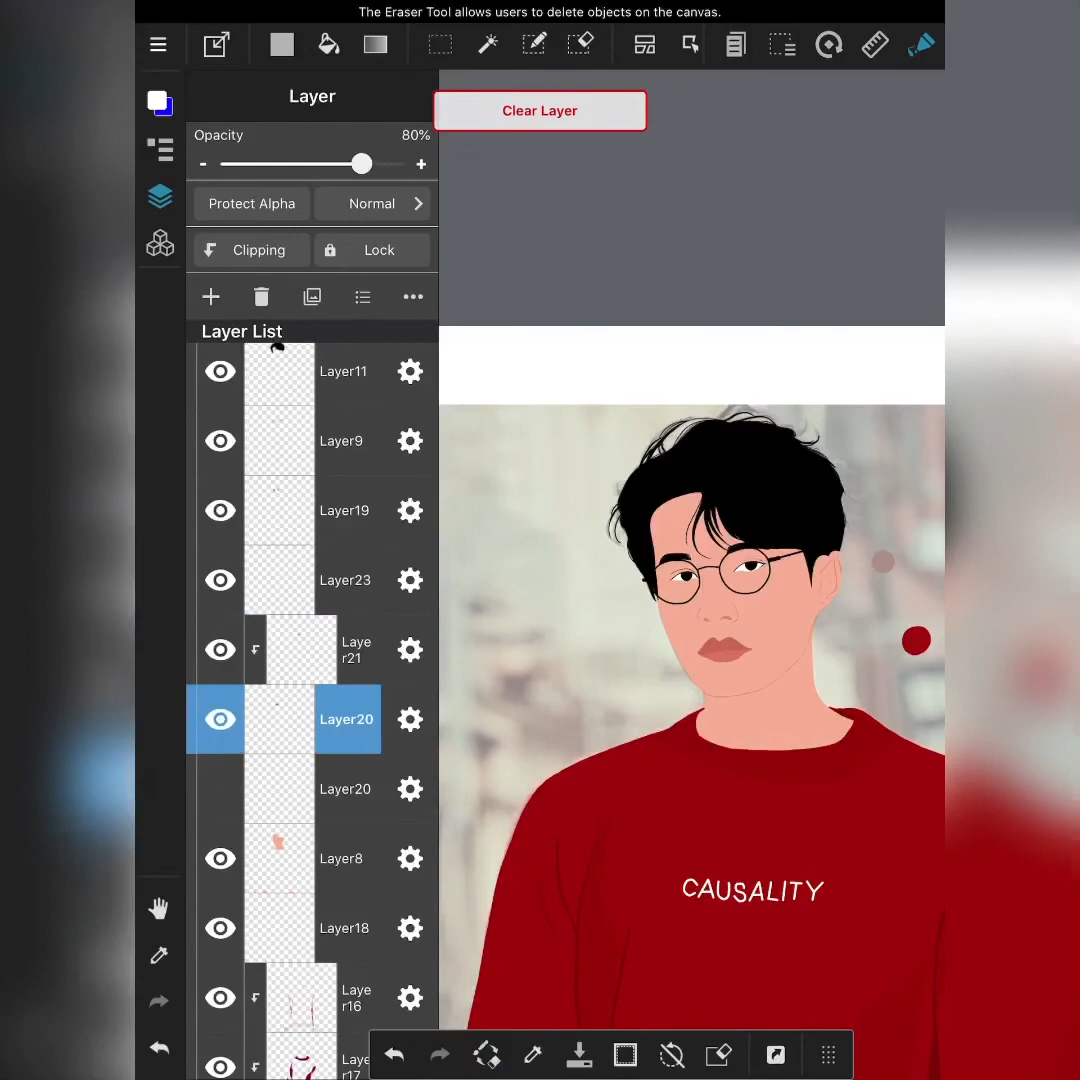 The Eraser Tool allows users to delete objects on the canvas.
Layer
Clear Layer
Opacity
80%
-
+
Protect Alpha
Normal
Clipping
Lock
Layer List
Layer11
Layer9
Layer19
Layer23
Laye
r21
Layer20
Layer20
Layer8
Layer18
Laye
r16
Laye
r17
CAUSALITY